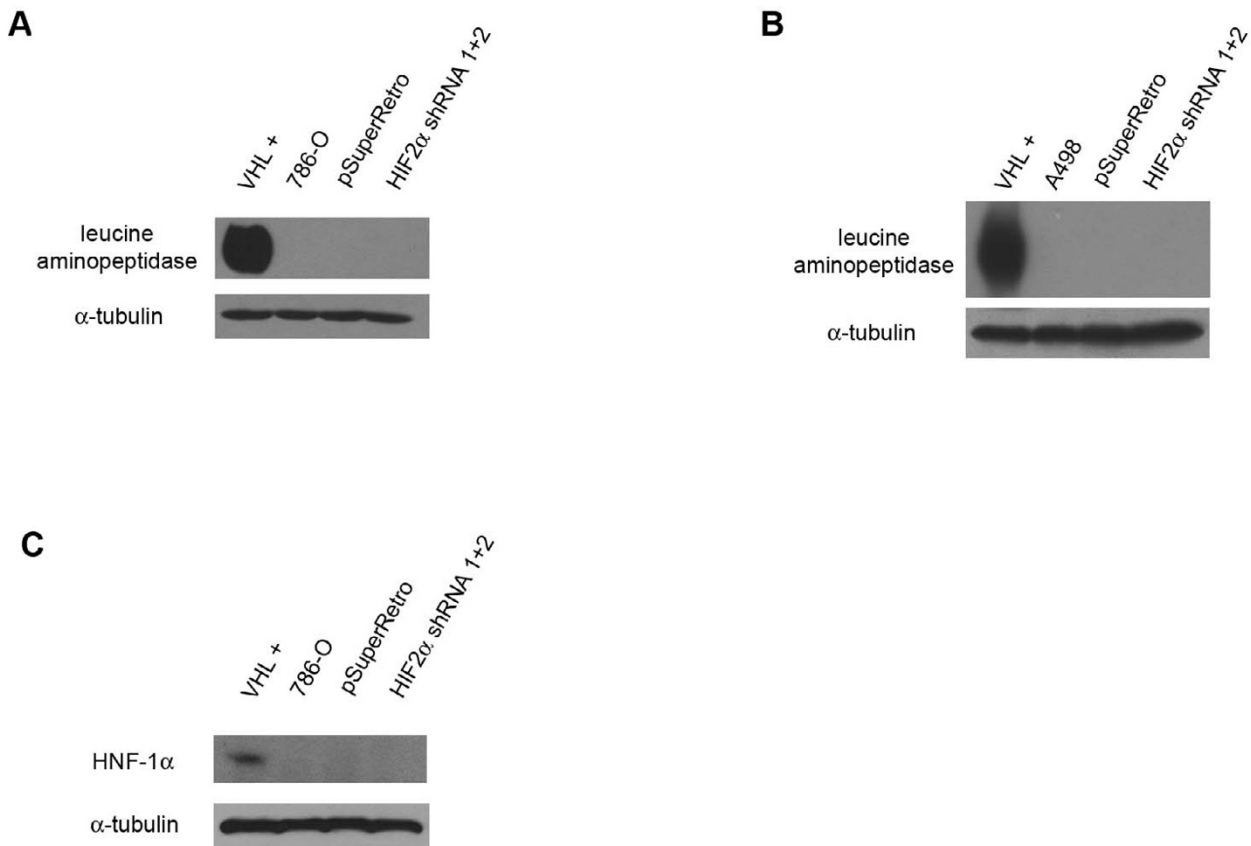 A
VHL +
786-O
pSuperRetro
HIF2α shRNA 1+2
leucine
aminopeptidase
α-tubulin
B
VHL +
A498
pSuperRetro
HIF2α shRNA 1+2
leucine
aminopeptidase
α-tubulin
C
VHL +
786-O
pSuperRetro
HIF2α shRNA 1+2
HNF-1α
α-tubulin